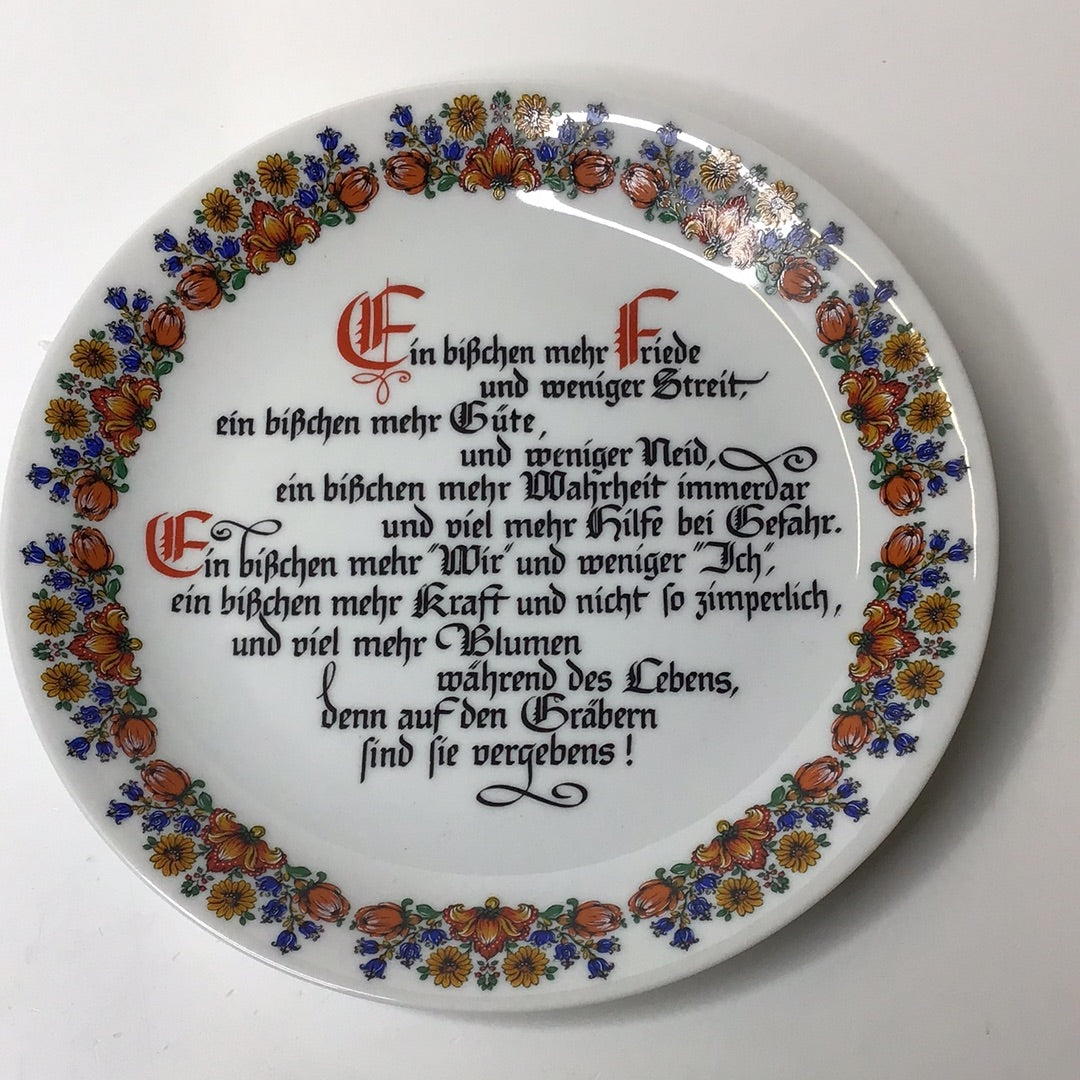 Ein bißchen mehr Friede
und weniger Streit,
ein bißchen mehr Güte,
und weniger Neid,
ein bißchen mehr Wahrheit immerdar
und viel mehr Hilfe bei Gefahr.
Ein bißchen mehr "Wir" und weniger "Ich",
ein bißchen mehr Kraft und nicht so zimperlich,
und viel mehr Blumen
während des Lebens,
denn auf den Gräbern
sind sie vergebens!